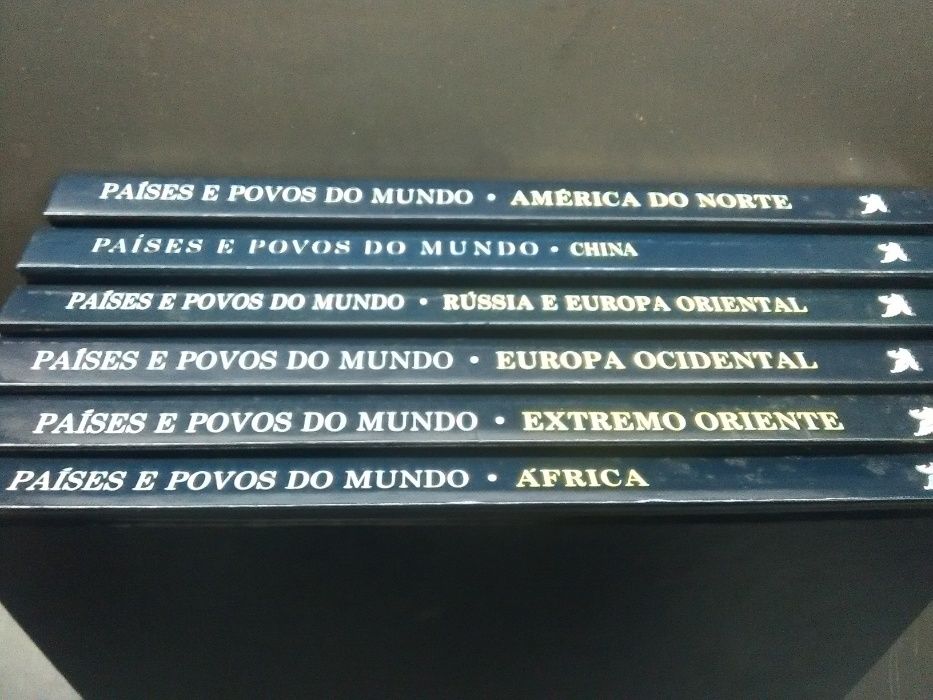 PAÍSES E POVOS DO MUNDO • AMÉRICA DO NORTE
PAÍSES E POVOS DO MUNDO • CHINA
PAÍSES E POVOS DO MUNDO • RÚSSIA E EUROPA ORIENTAL
PAÍSES E POVOS DO MUNDO • EUROPA OCIDENTAL
PAÍSES E POVOS DO MUNDO • EXTREMO ORIENTE
PAÍSES E POVOS DO MUNDO • ÁFRICA